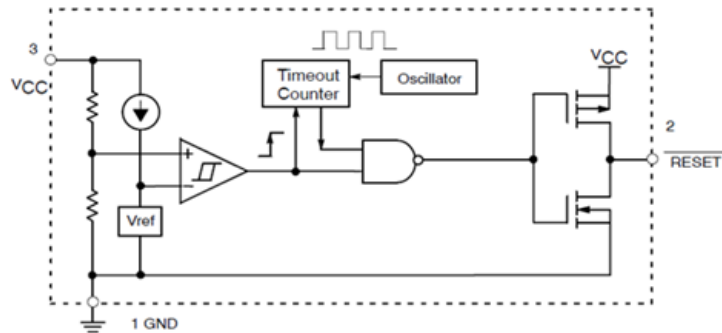 3
VCC
Timeout
Counter
Oscillator
VCC
2
RESET
+
−
Vref
1 GND